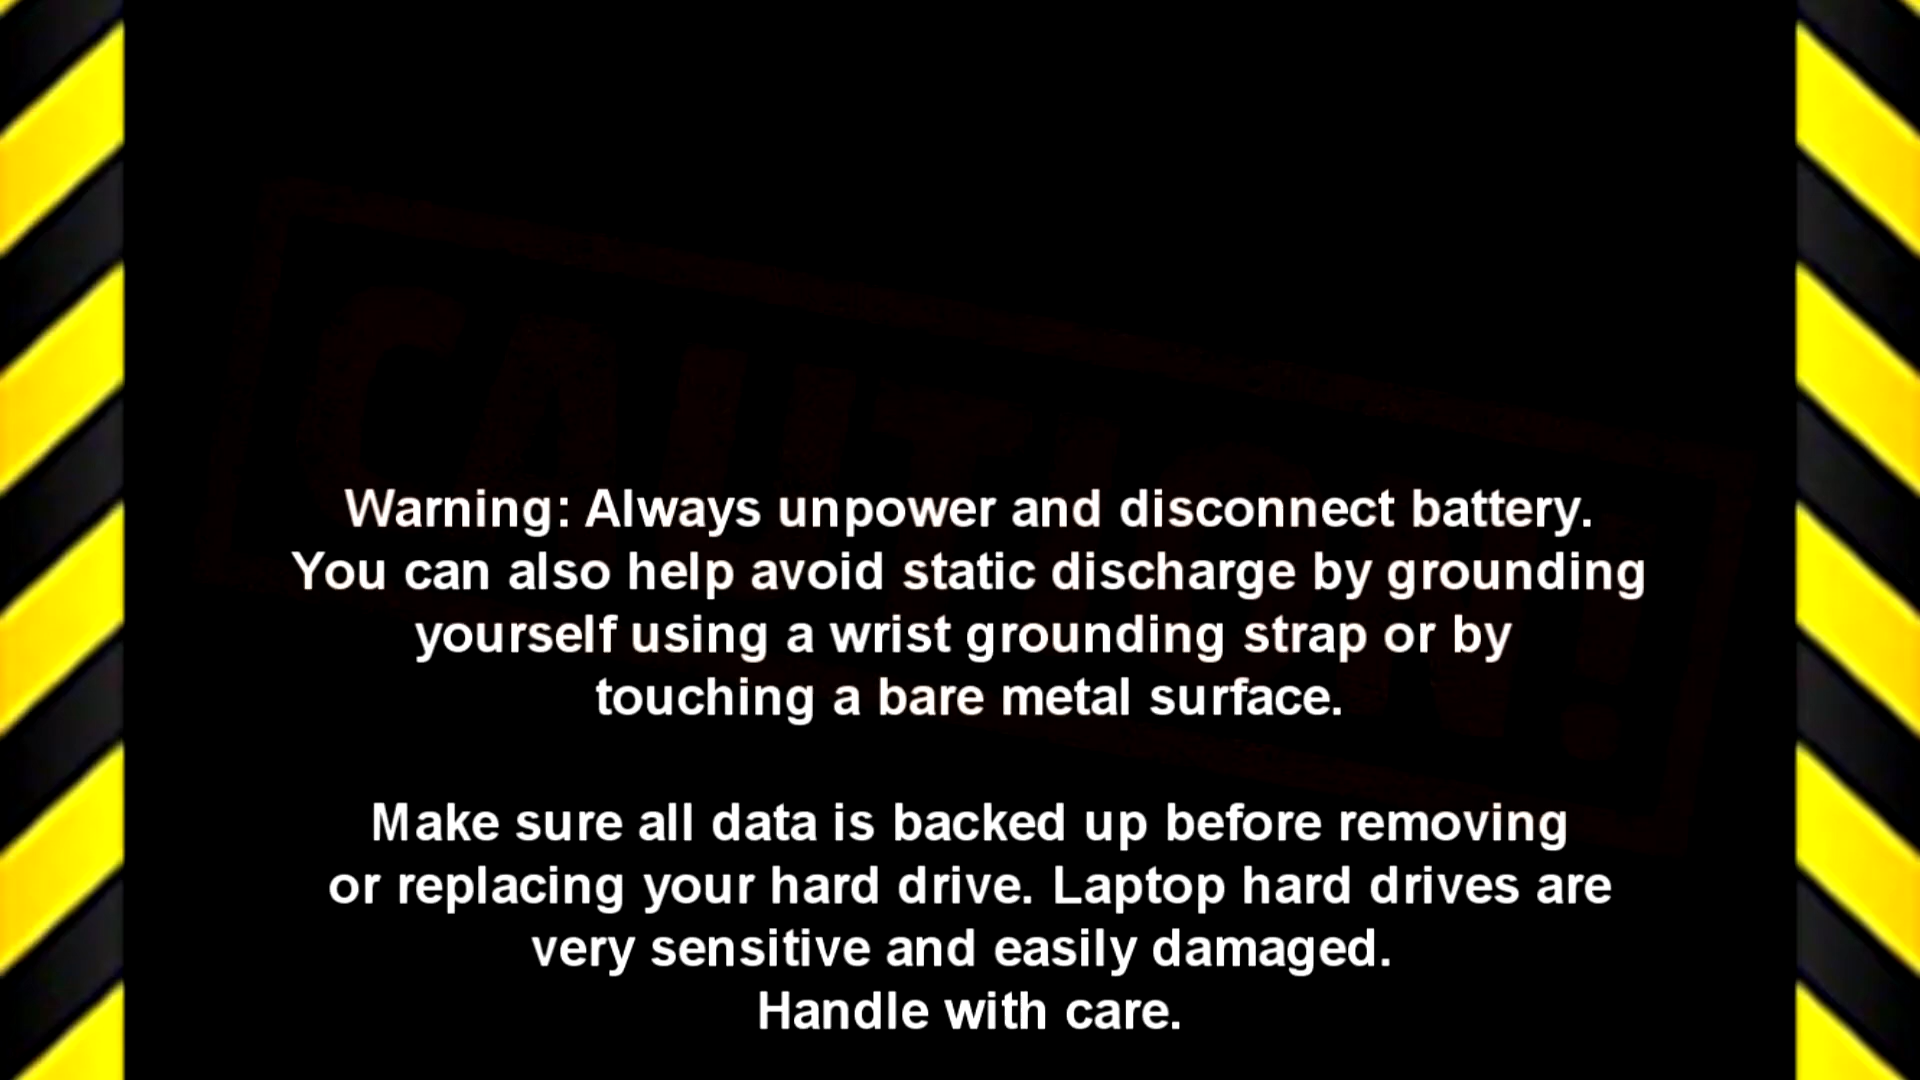 CAUTION!
Warning: Always unpower and disconnect battery.
You can also help avoid static discharge by grounding
yourself using a wrist grounding strap or by
touching a bare metal surface.
Make sure all data is backed up before removing
or replacing your hard drive. Laptop hard drives are
very sensitive and easily damaged.
Handle with care.